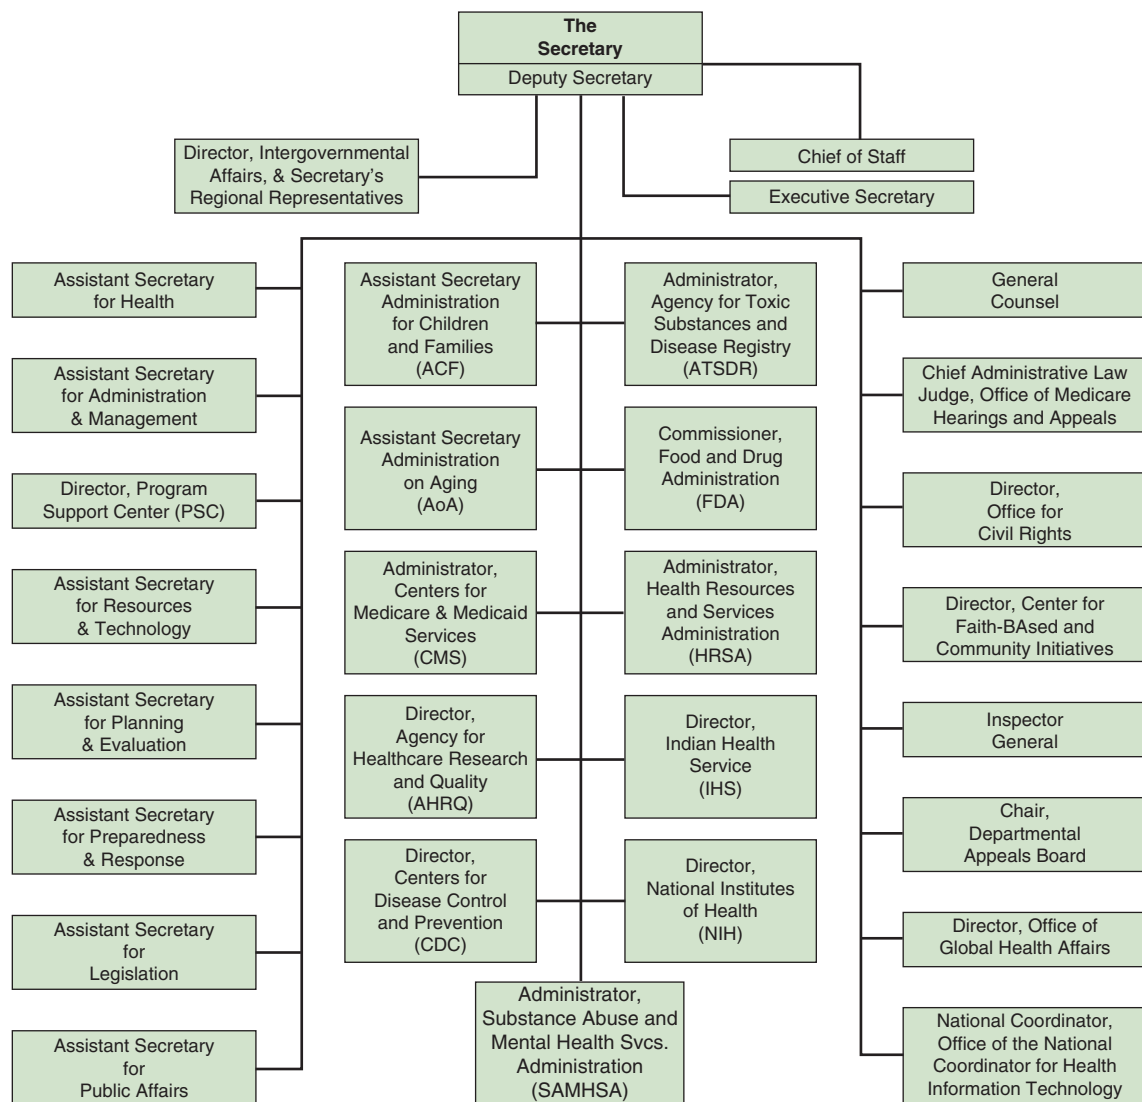 The
Secretary
Deputy Secretary
Director, Intergovernmental
Affairs, & Secretary’s
Regional Representatives
Chief of Staff
Executive Secretary
Assistant Secretary
for Health
Assistant Secretary
for Administration
& Management
Director, Program
Support Center (PSC)
Assistant Secretary
for Resources
& Technology
Assistant Secretary
for Planning
& Evaluation
Assistant Secretary
for Preparedness
& Response
Assistant Secretary
for
Legislation
Assistant Secretary
for
Public Affairs
Assistant Secretary
Administration
for Children
and Families
(ACF)
Assistant Secretary
Administration
on Aging
(AoA)
Administrator,
Centers for
Medicare & Medicaid
Services
(CMS)
Director,
Agency for
Healthcare Research
and Quality
(AHRQ)
Director,
Centers for
Disease Control
and Prevention
(CDC)
Administrator,
Agency for Toxic
Substances and
Disease Registry
(ATSDR)
Commissioner,
Food and Drug
Administration
(FDA)
Administrator,
Health Resources
and Services
Administration
(HRSA)
Director,
Indian Health
Service
(IHS)
Director,
National Institutes
of Health
(NIH)
Administrator,
Substance Abuse and
Mental Health Svcs.
Administration
(SAMHSA)
General
Counsel
Chief Administrative Law
Judge, Office of Medicare
Hearings and Appeals
Director,
Office for
Civil Rights
Director, Center for
Faith-BAsed and
Community Initiatives
Inspector
General
Chair,
Departmental
Appeals Board
Director, Office of
Global Health Affairs
National Coordinator,
Office of the National
Coordinator for Health
Information Technology